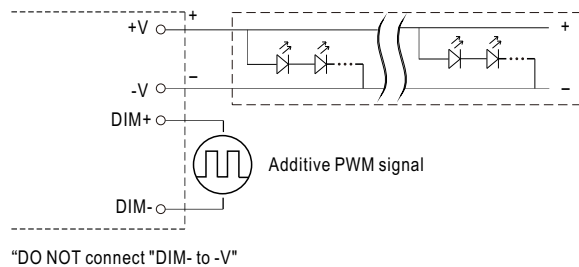 +V + +
-V − −
DIM+
Additive PWM signal
DIM-
“DO NOT connect "DIM- to -V"